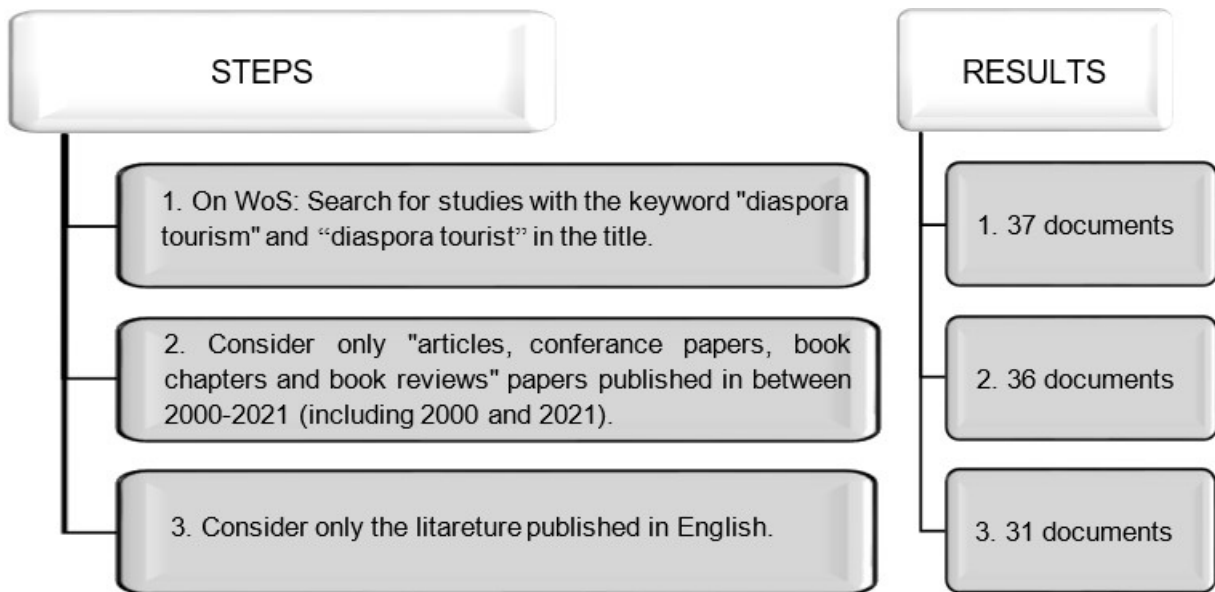 STEPS
1. On WoS: Search for studies with the keyword "diaspora
tourism" and “diaspora tourist” in the title.
2. Consider only "articles, conferance papers, book
chapters and book reviews" papers published in between
2000-2021 (including 2000 and 2021).
3. Consider only the litareture published in English.
RESULTS
1. 37 documents
2. 36 documents
3. 31 documents